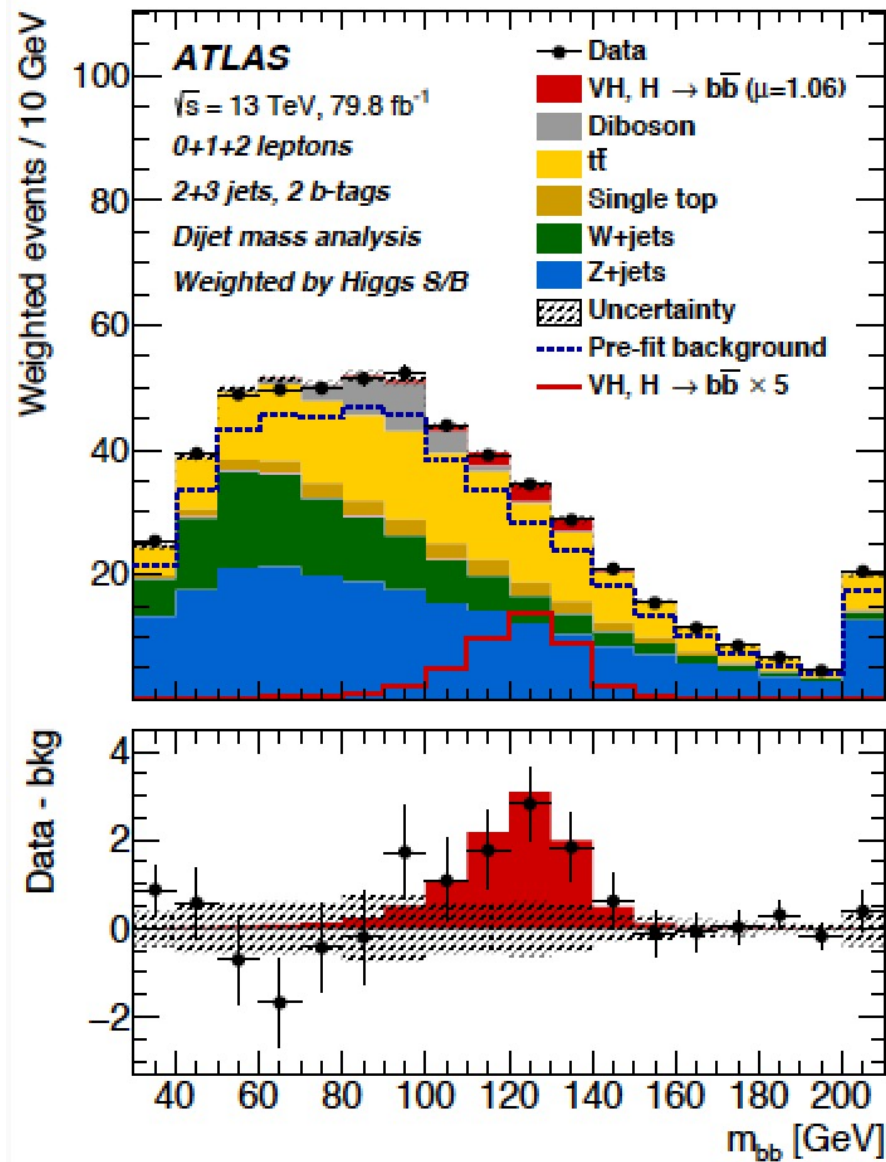 Weighted events / 10 GeV
100
80
60
40
20
ATLAS
√s = 13 TeV, 79.8 fb⁻¹
0+1+2 leptons
2+3 jets, 2 b-tags
Dijet mass analysis
Weighted by Higgs S/B
Data
VH, H → bb̅ (μ=1.06)
Diboson
tt̅
Single top
W+jets
Z+jets
Uncertainty
Pre-fit background
VH, H → bb̅ × 5
Data - bkg
4
2
0
−2
40 60 80 100 120 140 160 180 200
m_bb [GeV]